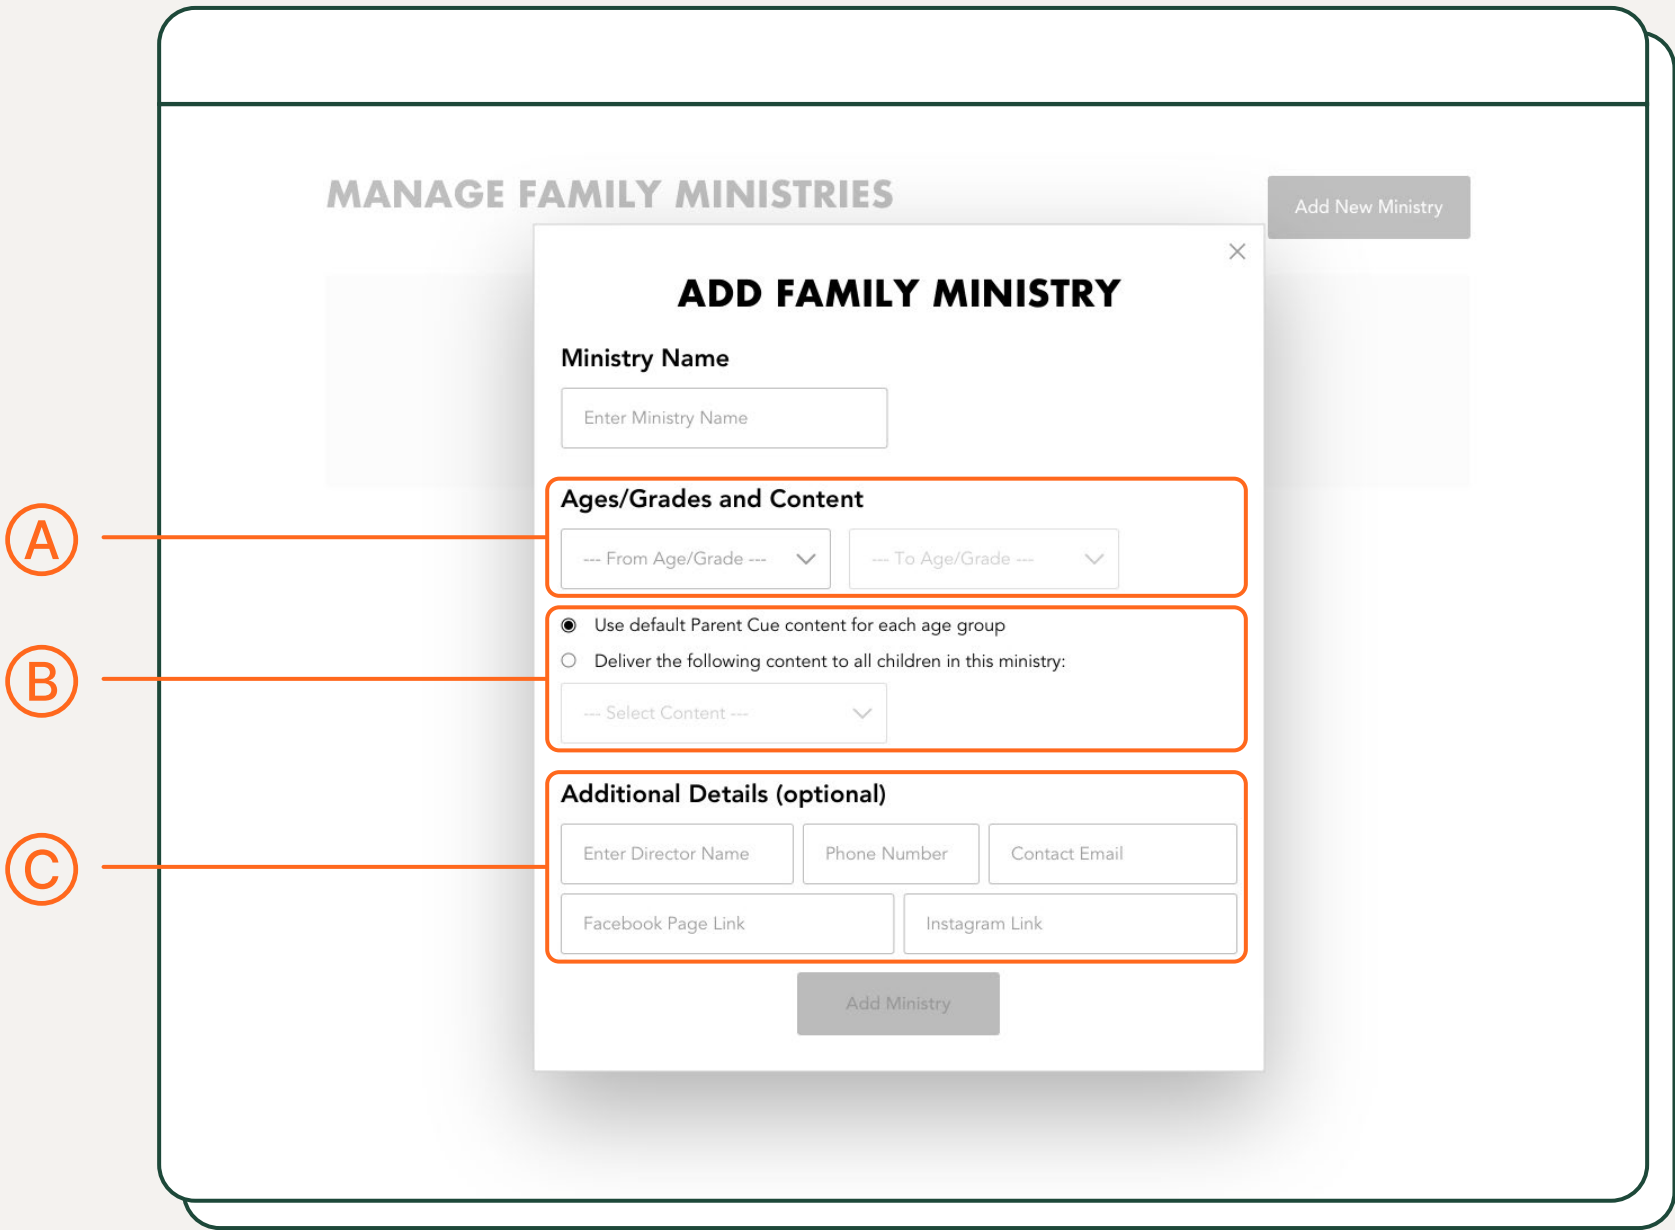 MANAGE FAMILY MINISTRIES
Add New Ministry
ADD FAMILY MINISTRY
Ministry Name
Enter Ministry Name
A
Ages/Grades and Content
--- From Age/Grade --- --- To Age/Grade ---
B
Use default Parent Cue content for each age group
Deliver the following content to all children in this ministry:
--- Select Content ---
C
Additional Details (optional)
Enter Director Name Phone Number Contact Email
Facebook Page Link Instagram Link
Add Ministry